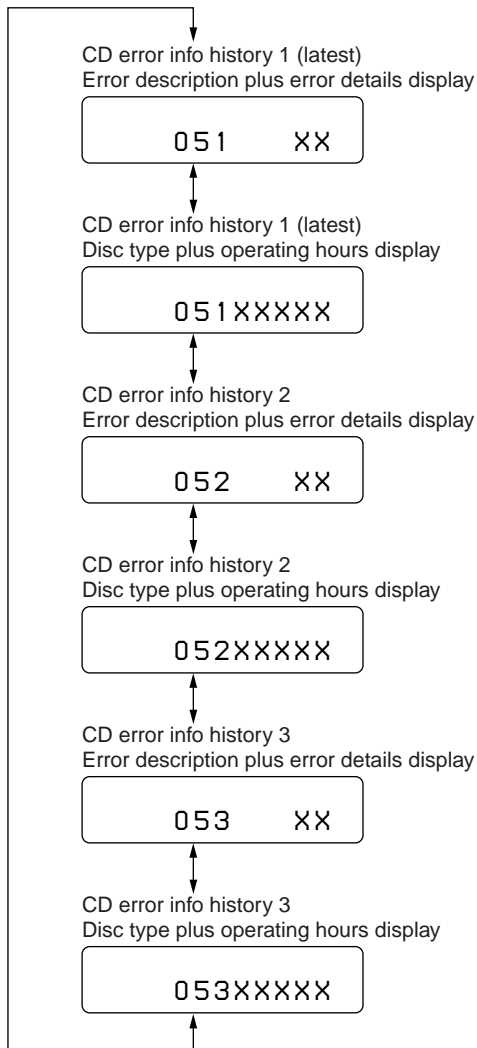 CD error info history 1 (latest)
Error description plus error details display
051 XX
CD error info history 1 (latest)
Disc type plus operating hours display
051XXXXX
CD error info history 2
Error description plus error details display
052 XX
CD error info history 2
Disc type plus operating hours display
052XXXXX
CD error info history 3
Error description plus error details display
053 XX
CD error info history 3
Disc type plus operating hours display
053XXXXX